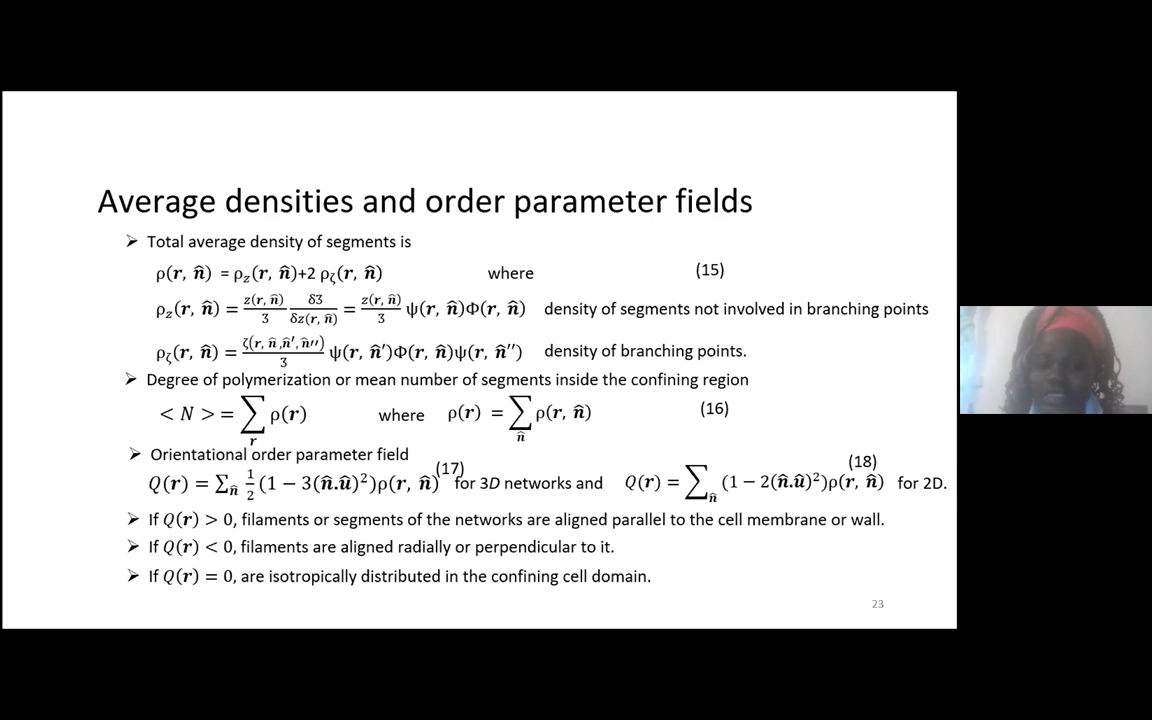 Average densities and order parameter fields
➢ Total average density of segments is
ρ(r, n̂) = ρ_z(r, n̂)+2 ρ_ζ(r, n̂) where (15)
ρ_z(r, n̂) = z(r, n̂)/3 δ3/δz(r, n̂) = z(r, n̂)/3 ψ(r, n̂)Φ(r, n̂) density of segments not involved in branching points
ρ_ζ(r, n̂) = ζ(r, n̂ ,n̂′, n̂′′)/3 ψ(r, n̂′)Φ(r, n̂)ψ(r, n̂′′) density of branching points.
➢ Degree of polymerization or mean number of segments inside the confining region
< N > = ∑_r ρ(r) where ρ(r) = ∑_n̂ ρ(r, n̂) (16)
➢ Orientational order parameter field
Q(r) = ∑_n̂ 1/2 (1 − 3(n̂.û)²)ρ(r, n̂) (17) for 3D networks and Q(r) = ∑_n̂ (1 − 2(n̂.û)²)ρ(r, n̂) (18) for 2D.
➢ If Q(r) > 0, filaments or segments of the networks are aligned parallel to the cell membrane or wall.
➢ If Q(r) < 0, filaments are aligned radially or perpendicular to it.
➢ If Q(r) = 0, are isotropically distributed in the confining cell domain.
23